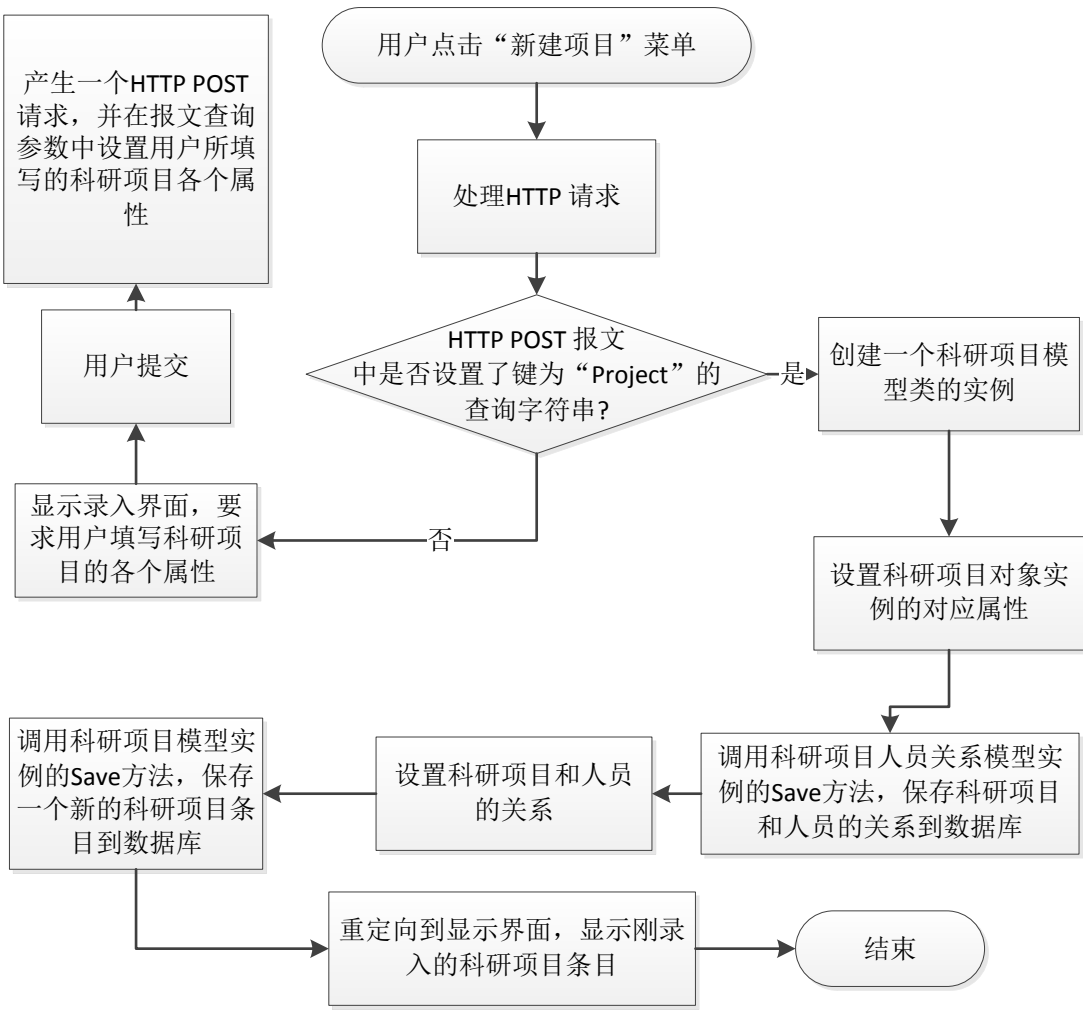 用户点击“新建项目”菜单
产生一个HTTP POST
请求，并在报文查询
参数中设置用户所填
写的科研项目各个属
性
处理HTTP 请求
HTTP POST 报文
中是否设置了键为“Project”的
查询字符串?
是
创建一个科研项目模
型类的实例
用户提交
显示录入界面，要
求用户填写科研项
目的各个属性
否
设置科研项目对象实
例的对应属性
调用科研项目人员关系模型实
例的Save方法，保存科研项目
和人员的关系到数据库
设置科研项目和人员
的关系
调用科研项目模型实
例的Save方法，保存
一个新的科研项目条
目到数据库
重定向到显示界面，显示刚录
入的科研项目条目
结束